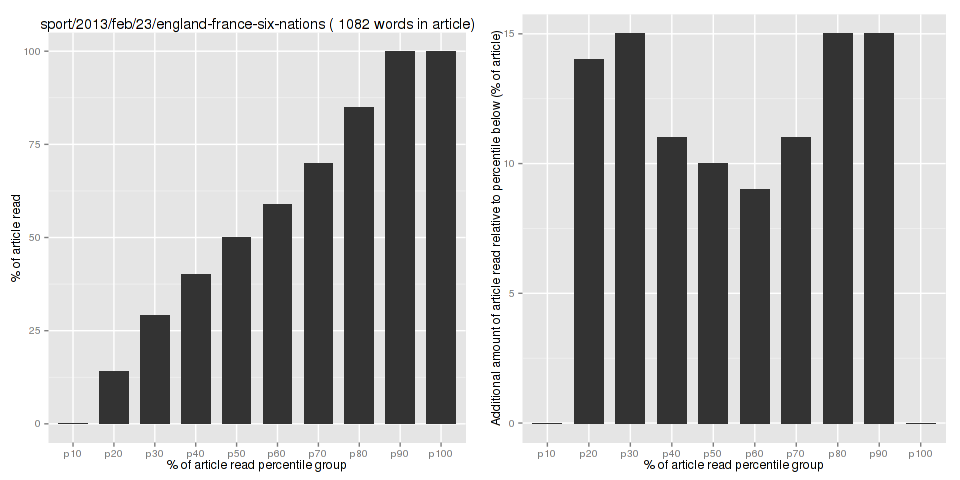 sport/2013/feb/23/england-france-six-nations ( 1082 words in article)
% of article read
100
75
50
25
0
p10 p20 p30 p40 p50 p60 p70 p80 p90 p100
% of article read percentile group
Additional amount of article read relative to percentile below (% of article)
15
10
5
0
p10 p20 p30 p40 p50 p60 p70 p80 p90 p100
% of article read percentile group